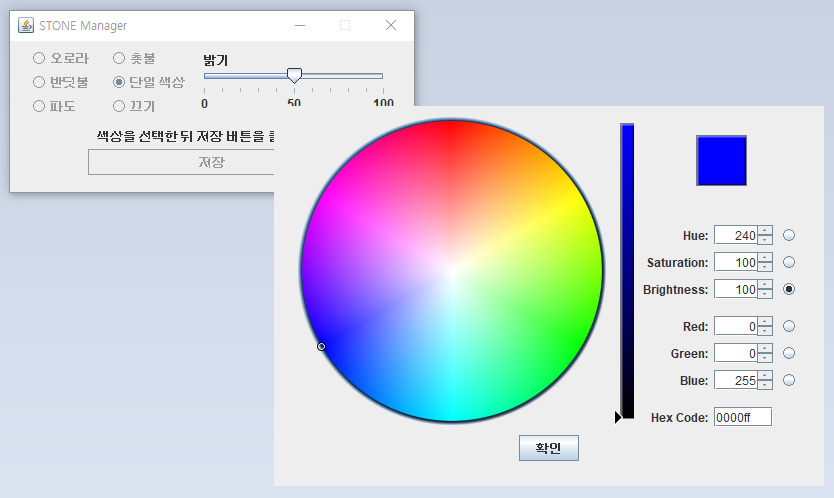 STONE Manager
오로라 촛불
반딧불 단일 색상
파도 끄기
밝기
0 50 100
색상을 선택한 뒤 저장 버튼을
저장
Hue: 240
Saturation: 100
Brightness: 100
Red: 0
Green: 0
Blue: 255
Hex Code: 0000ff
확인